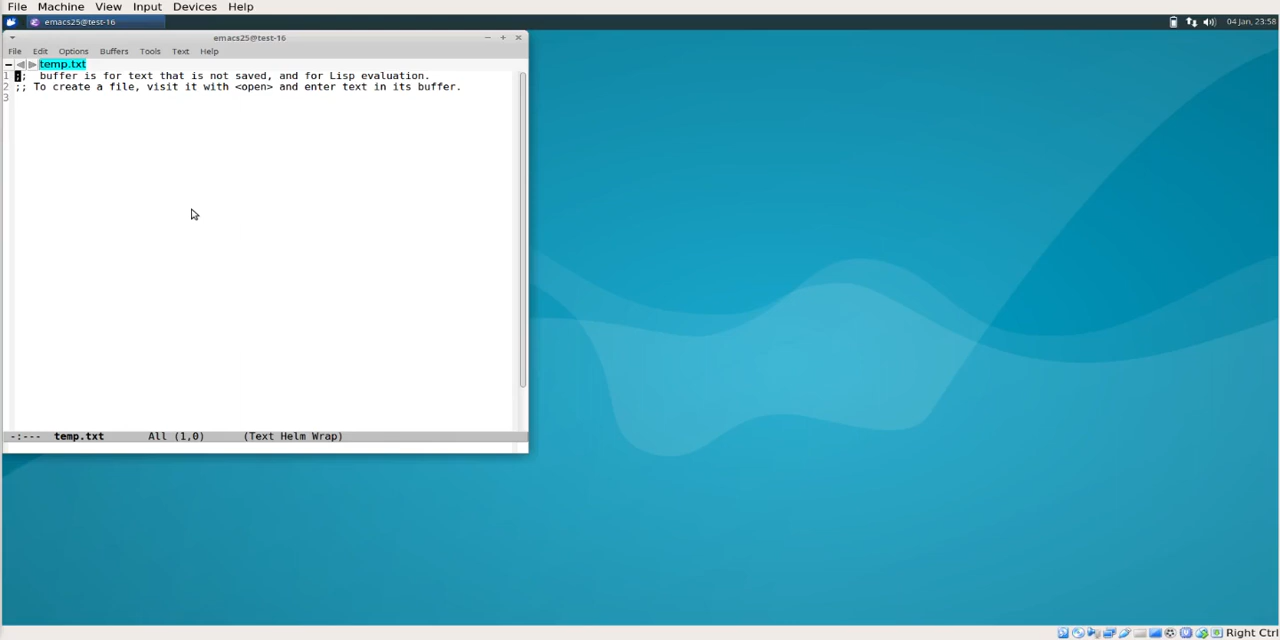 File Machine View Input Devices Help
emacs25@test-16
04 Jan, 23:58
emacs25@test-16
File Edit Options Buffers Tools Text Help
temp.txt
1 ;;  buffer is for text that is not saved, and for Lisp evaluation.
2 ;; To create a file, visit it with <open> and enter text in its buffer.
3
-:--- temp.txt All (1,0) (Text Helm Wrap)
Right Ctrl